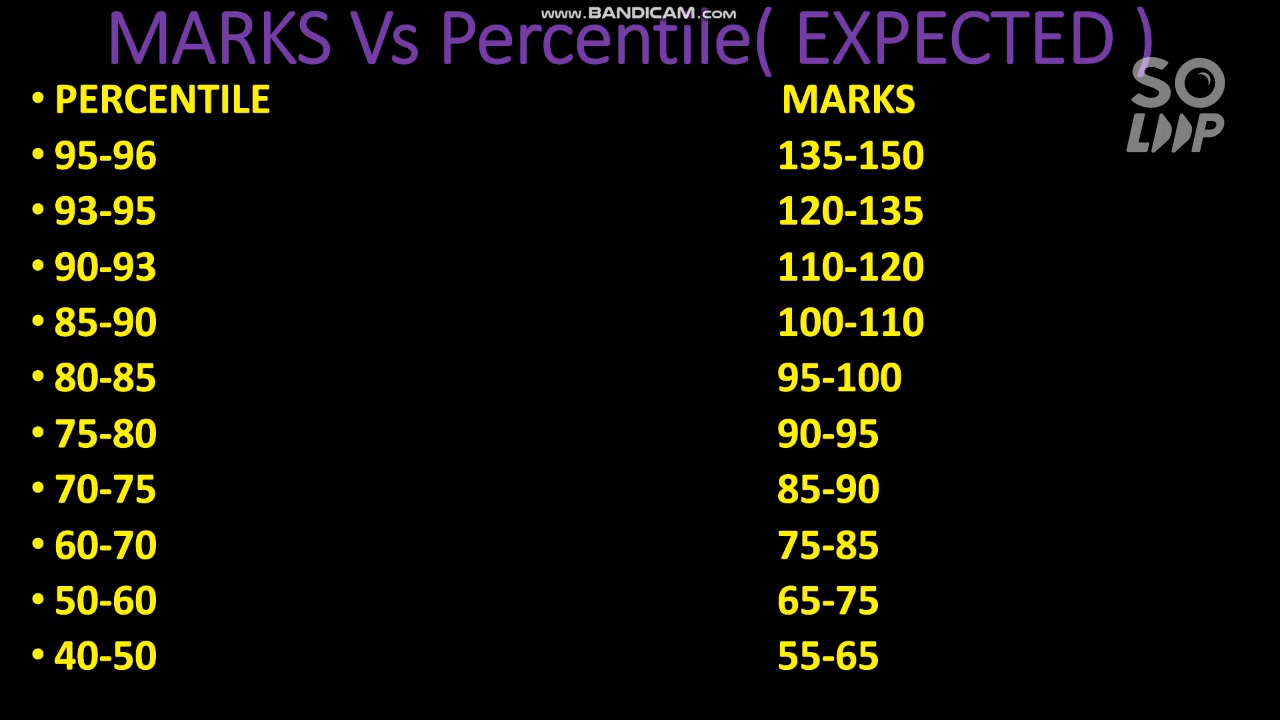 www.BANDICAM.com
MARKS Vs Percentile( EXPECTED )
SO
LOOP
• PERCENTILE MARKS
• 95-96 135-150
• 93-95 120-135
• 90-93 110-120
• 85-90 100-110
• 80-85 95-100
• 75-80 90-95
• 70-75 85-90
• 60-70 75-85
• 50-60 65-75
• 40-50 55-65